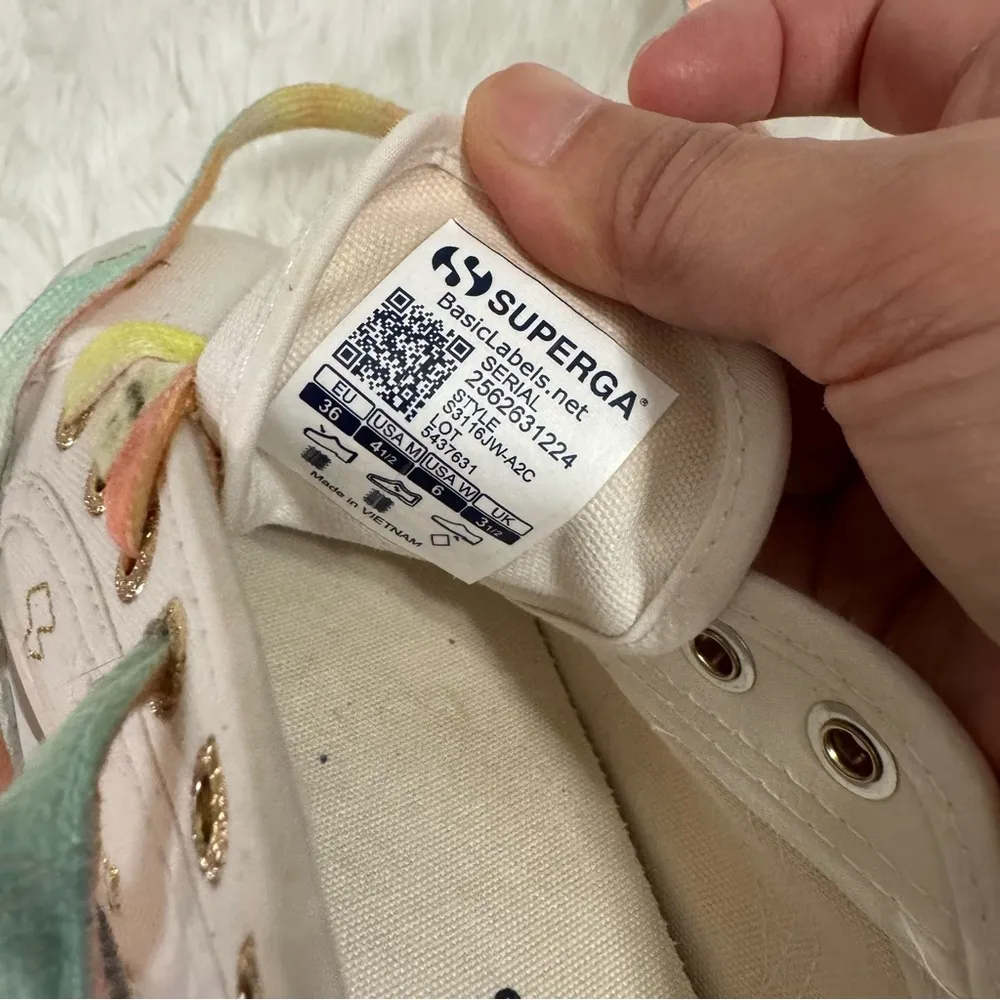 SUPERGA®
BasicLabels.net
SERIAL
2562631224
STYLE
S3116JW-A2C
LOT
5437631
EU USA M USA W UK
36 4 1/2 6 3 1/2
Made in VIETNAM